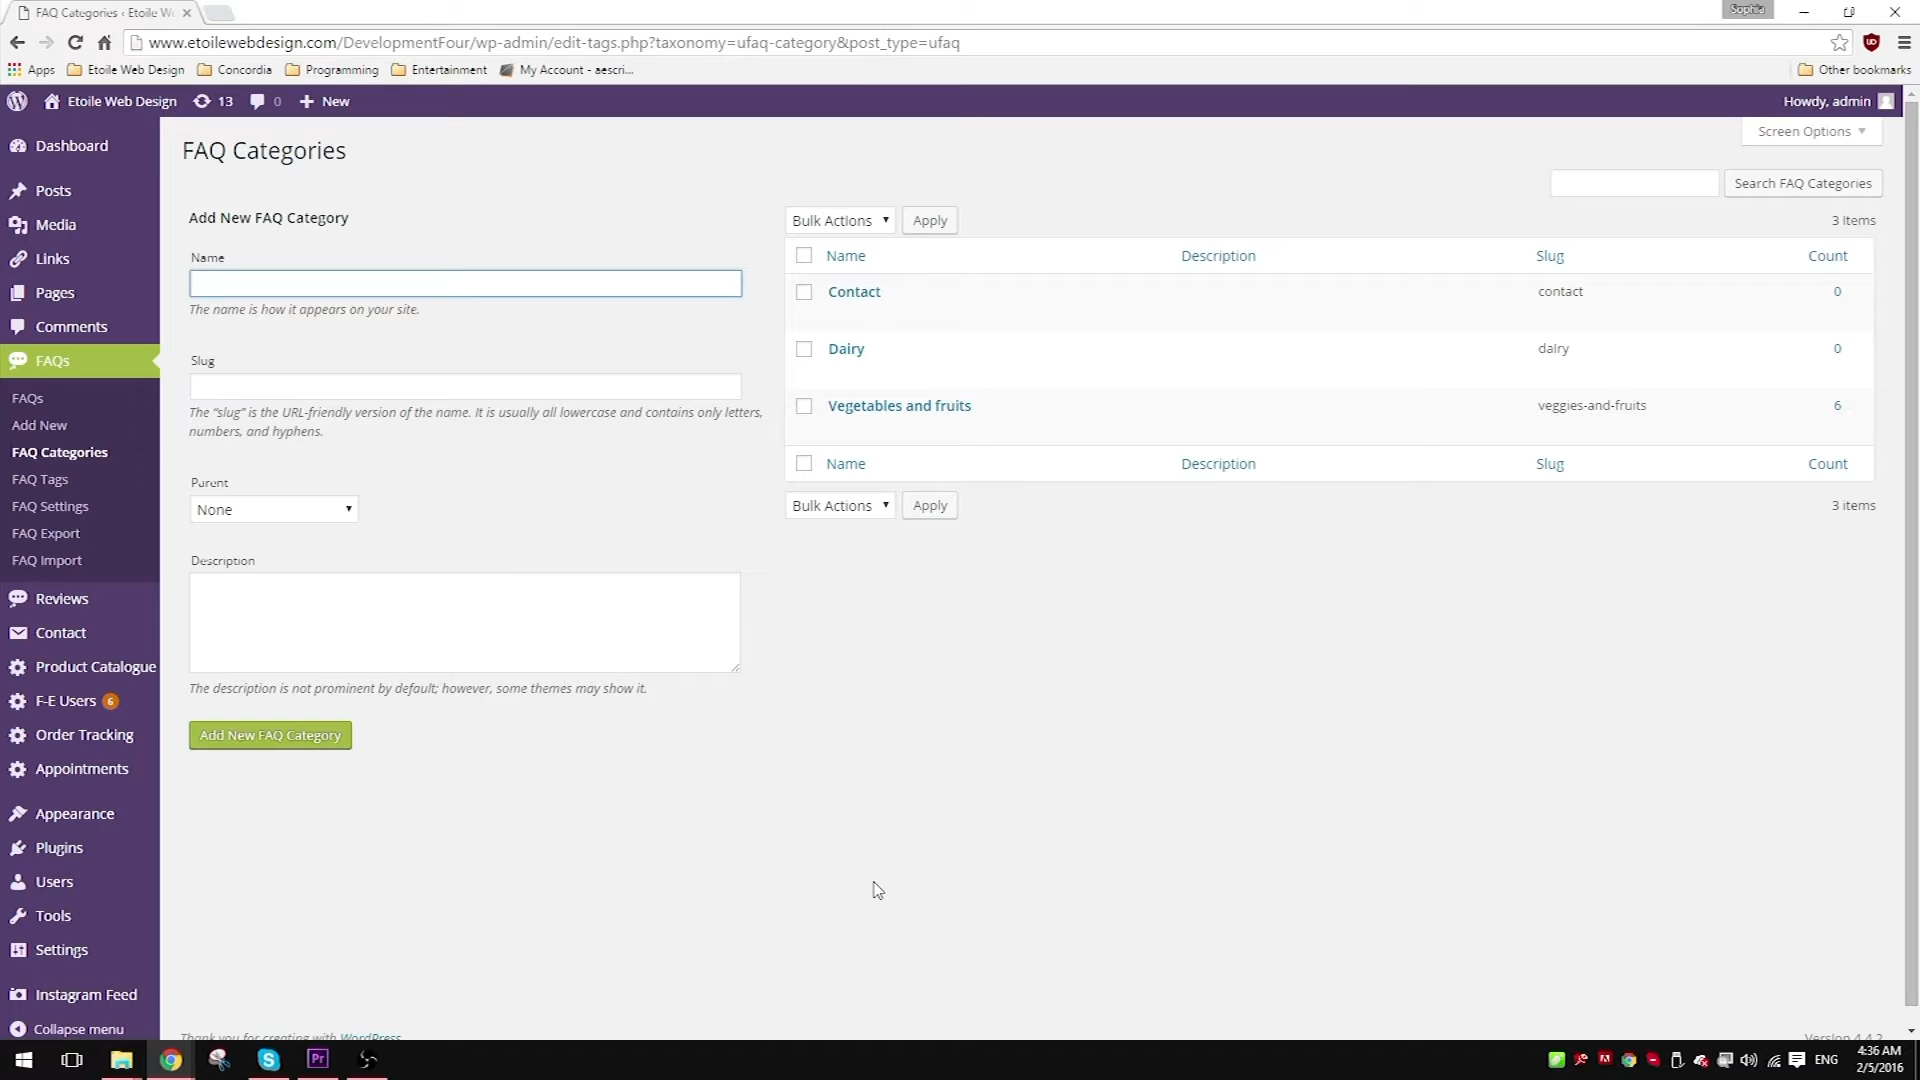 FAQ Categories ‹ Etoile W
Sophia
www.etoilewebdesign.com/DevelopmentFour/wp-admin/edit-tags.php?taxonomy=ufaq-category&post_type=ufaq
Apps
Etoile Web Design
Concordia
Programming
Entertainment
My Account - aescri...
Other bookmarks
Etoile Web Design
13
0
New
Howdy, admin
Dashboard
Posts
Media
Links
Pages
Comments
FAQs
FAQs
Add New
FAQ Categories
FAQ Tags
FAQ Settings
FAQ Export
FAQ Import
Reviews
Contact
Product Catalogue
F-E Users 6
Order Tracking
Appointments
Appearance
Plugins
Users
Tools
Settings
Instagram Feed
Collapse menu
Screen Options
FAQ Categories
Search FAQ Categories
Add New FAQ Category
Name
The name is how it appears on your site.
Slug
The “slug” is the URL-friendly version of the name. It is usually all lowercase and contains only letters,
numbers, and hyphens.
Parent
None
Description
The description is not prominent by default; however, some themes may show it.
Add New FAQ Category
Bulk Actions
Apply
3 items
Name Description Slug Count
Contact contact 0
Dairy dairy 0
Vegetables and fruits veggies-and-fruits 6
Name Description Slug Count
Bulk Actions
Apply
3 items
Thank you for creating with WordPress
Version 4.4.2
Pr
ENG
4:36 AM
2/5/2016